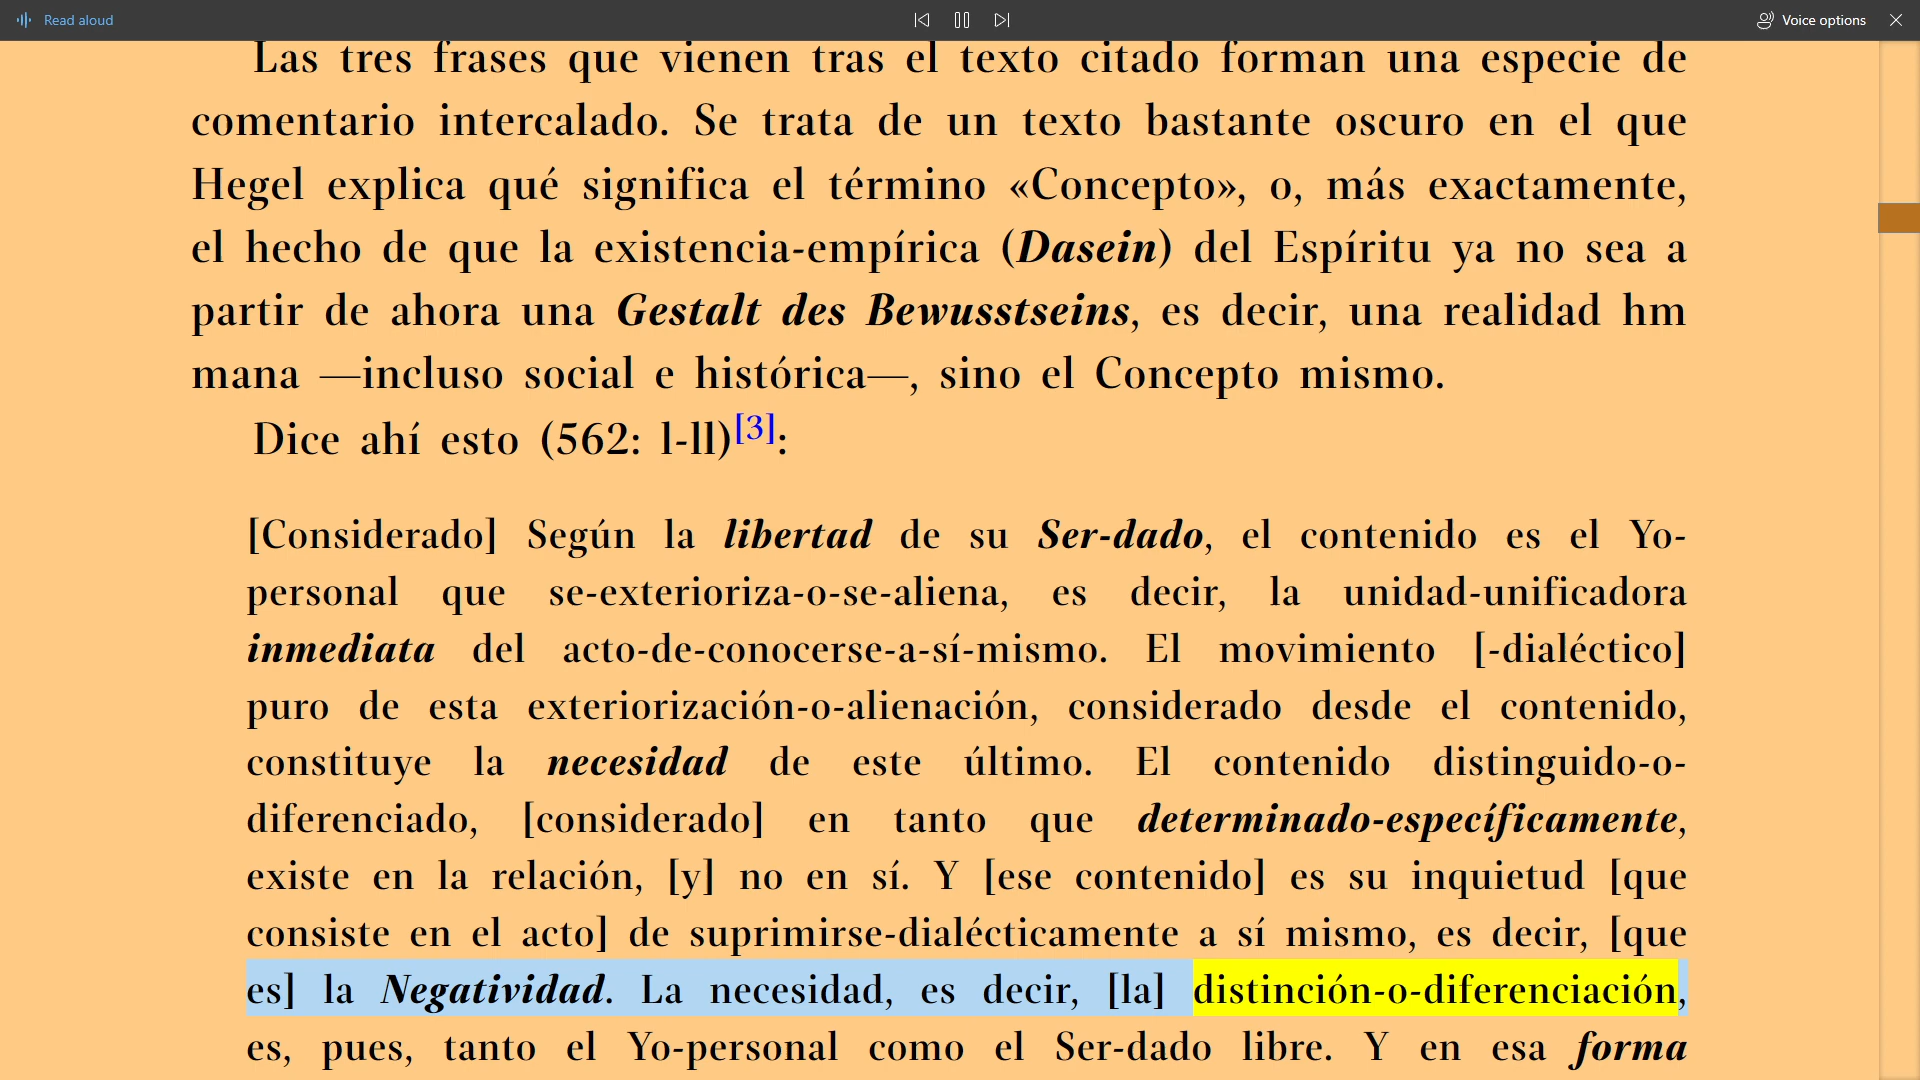 Read aloud
Voice options
Las tres frases que vienen tras el texto citado forman una especie de
comentario intercalado. Se trata de un texto bastante oscuro en el que
Hegel explica qué significa el término «Concepto», o, más exactamente,
el hecho de que la existencia-empírica (Dasein) del Espíritu ya no sea a
partir de ahora una Gestalt des Bewusstseins, es decir, una realidad hm
mana —incluso social e histórica—, sino el Concepto mismo.
Dice ahí esto (562: l-ll)[3]:
[Considerado] Según la libertad de su Ser-dado, el contenido es el Yo-
personal que se-exterioriza-o-se-aliena, es decir, la unidad-unificadora
inmediata del acto-de-conocerse-a-sí-mismo. El movimiento [-dialéctico]
puro de esta exteriorización-o-alienación, considerado desde el contenido,
constituye la necesidad de este último. El contenido distinguido-o-
diferenciado, [considerado] en tanto que determinado-específicamente,
existe en la relación, [y] no en sí. Y [ese contenido] es su inquietud [que
consiste en el acto] de suprimirse-dialécticamente a sí mismo, es decir, [que
es] la Negatividad. La necesidad, es decir, [la] distinción-o-diferenciación,
es, pues, tanto el Yo-personal como el Ser-dado libre. Y en esa forma